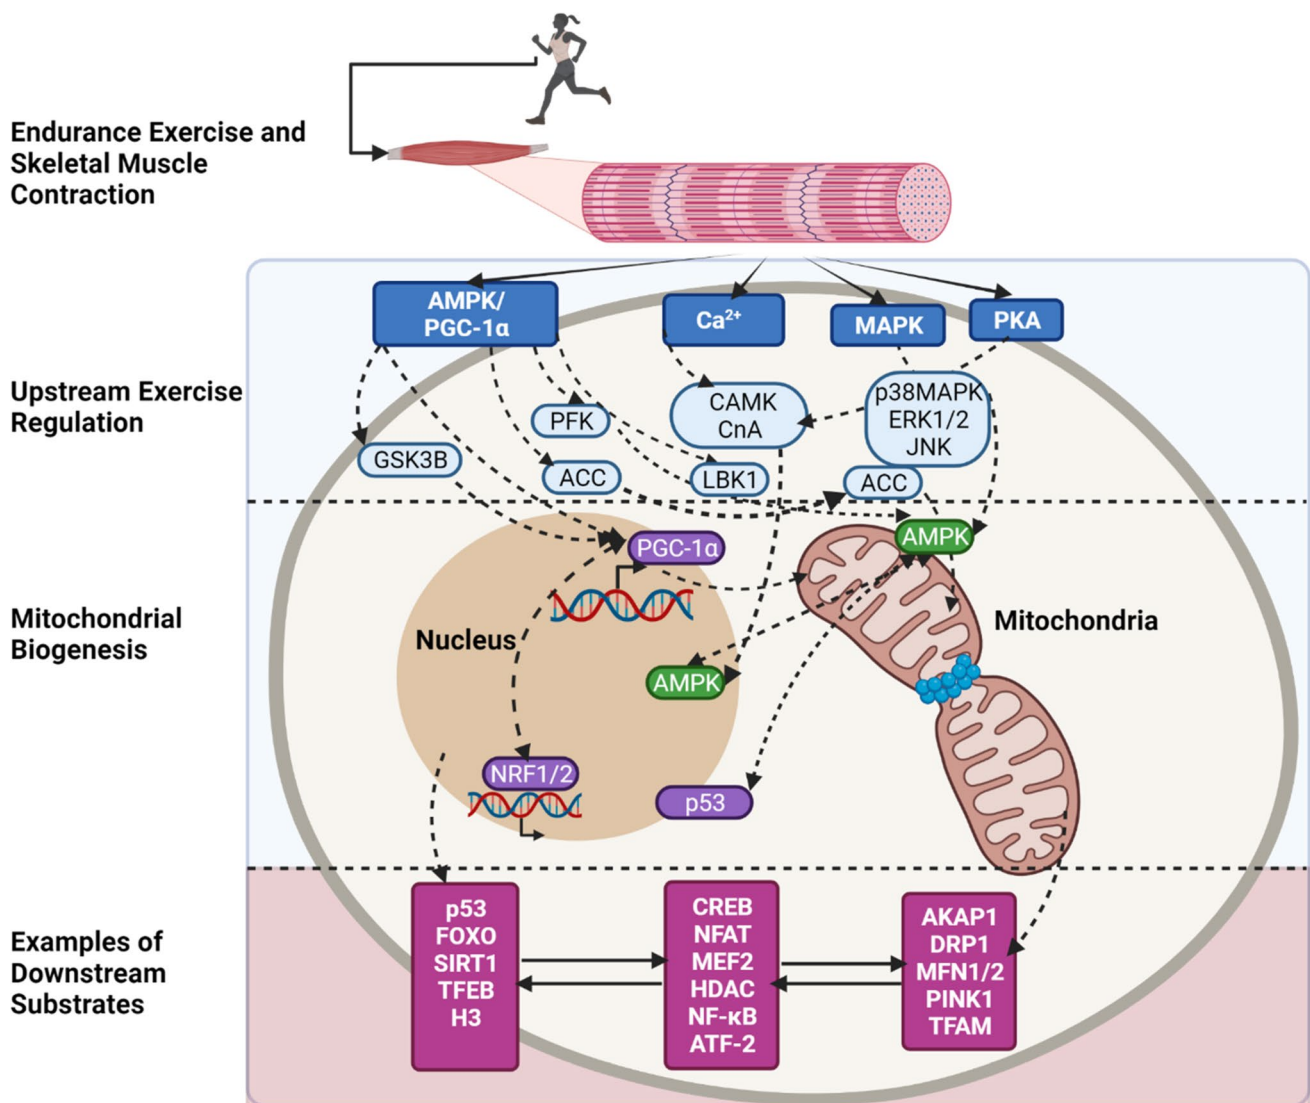 Endurance Exercise and
Skeletal Muscle
Contraction
AMPK/
PGC-1α
Ca²⁺
MAPK
PKA
Upstream Exercise
Regulation
PFK
CAMK
CnA
p38MAPK
ERK1/2
JNK
GSK3B
ACC
LBK1
ACC
PGC-1α
AMPK
Mitochondrial
Biogenesis
Nucleus
Mitochondria
AMPK
NRF1/2
p53
Examples of
Downstream
Substrates
p53
FOXO
SIRT1
TFEB
H3
CREB
NFAT
MEF2
HDAC
NF-κB
ATF-2
AKAP1
DRP1
MFN1/2
PINK1
TFAM